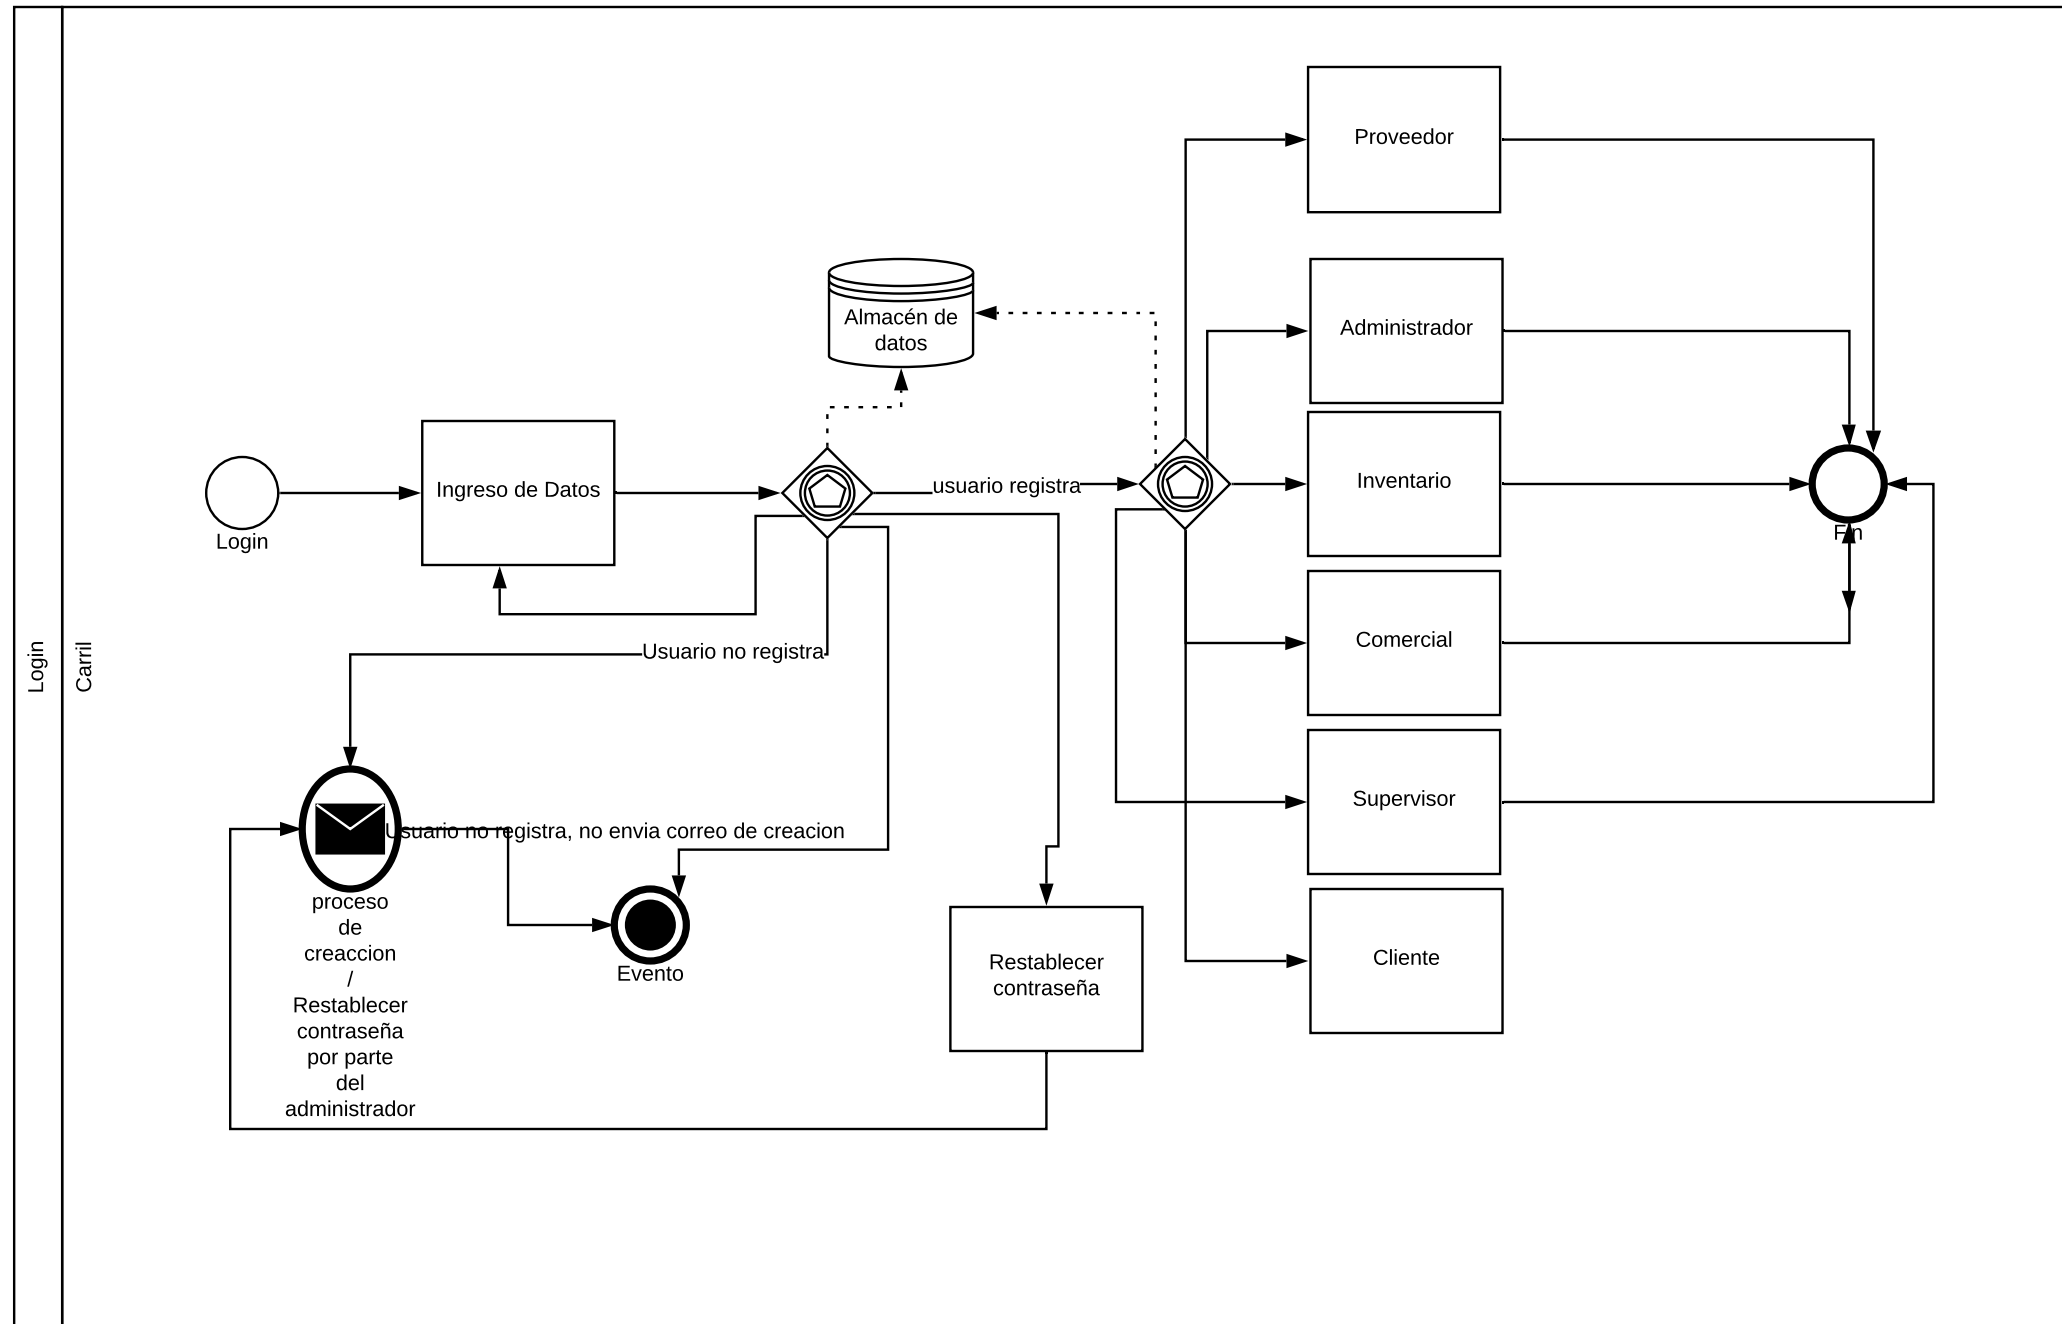 Login
Carril
Proveedor
Almacén de
datos
Administrador
Ingreso de Datos
usuario registra
Inventario
Login
Fin
Usuario no registra
Comercial
Usuario no registra, no envia correo de creacion
Supervisor
proceso
de
creaccion
/
Restablecer
contraseña
por parte
del
administrador
Evento
Restablecer
contraseña
Cliente